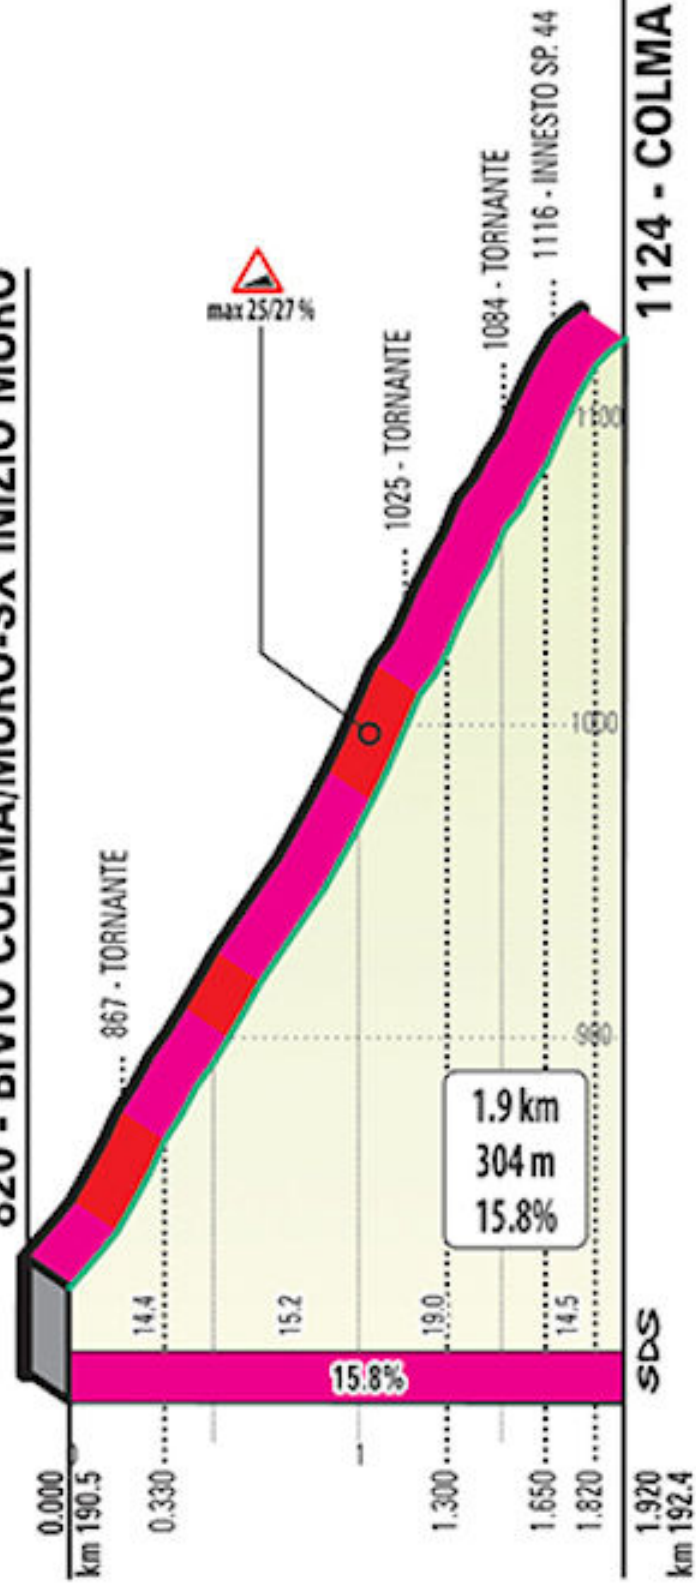 820 - BIVIO COLMA/MURO-SX INIZIO MURO
867 - TORNANTE
max 25/27 %
1025 - TORNANTE
1084 - TORNANTE
1116 - INNESTO SP. 44
1124 - COLMA
1100
1000
900
1.9 km
304 m
15.8%
14.4
15.2
19.0
14.5
15.8%
SDS
0.000
km 190.5
0.330
1.300
1.650
1.820
1.920
km 192.4